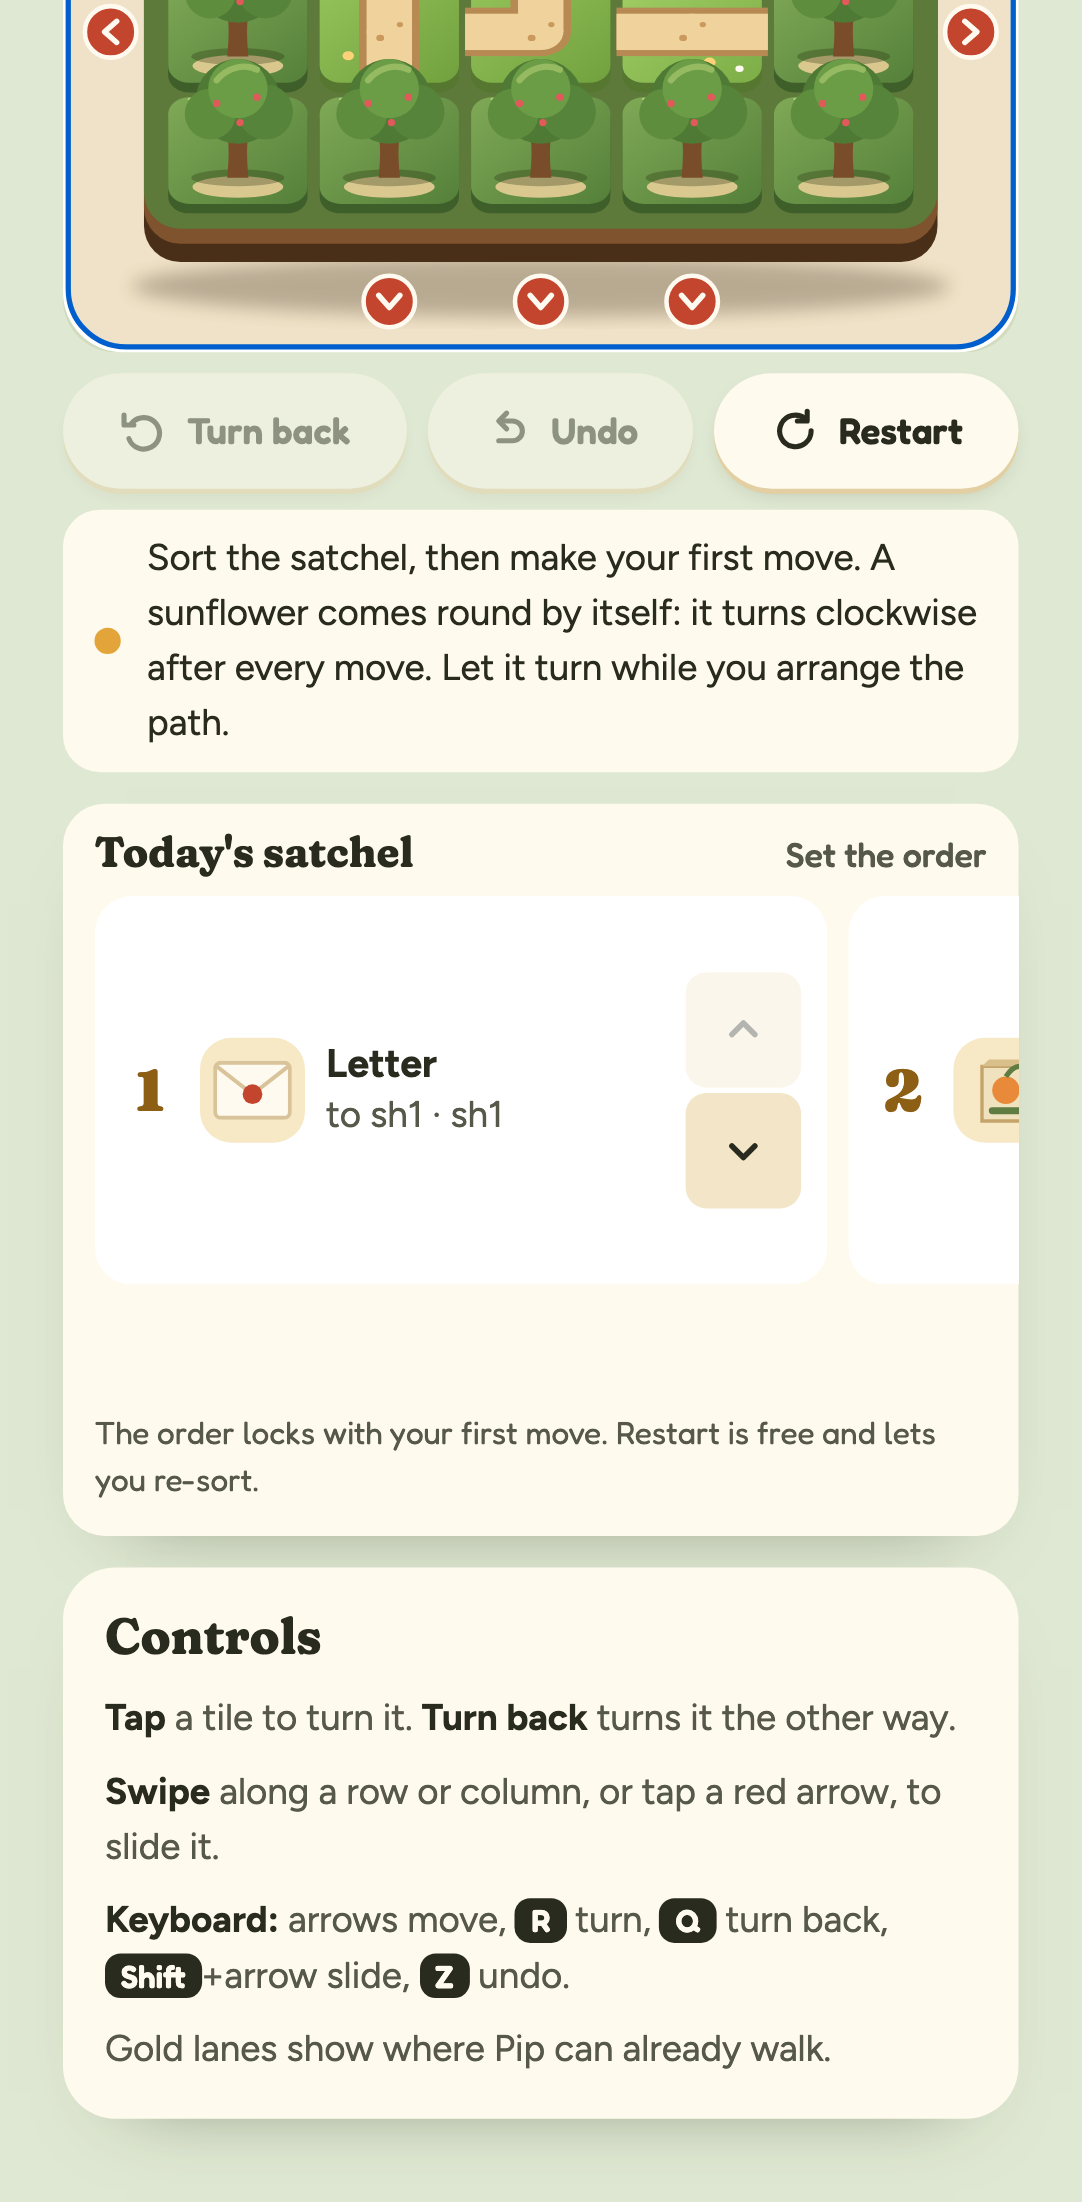 Turn back
Undo
Restart
Sort the satchel, then make your first move. A
sunflower comes round by itself: it turns clockwise
after every move. Let it turn while you arrange the
path.
Today's satchel
Set the order
1
Letter
to sh1 · sh1
2
The order locks with your first move. Restart is free and lets
you re-sort.
Controls
Tap a tile to turn it. Turn back turns it the other way.
Swipe along a row or column, or tap a red arrow, to
slide it.
Keyboard: arrows move, R turn, Q turn back,
Shift+arrow slide, Z undo.
Gold lanes show where Pip can already walk.